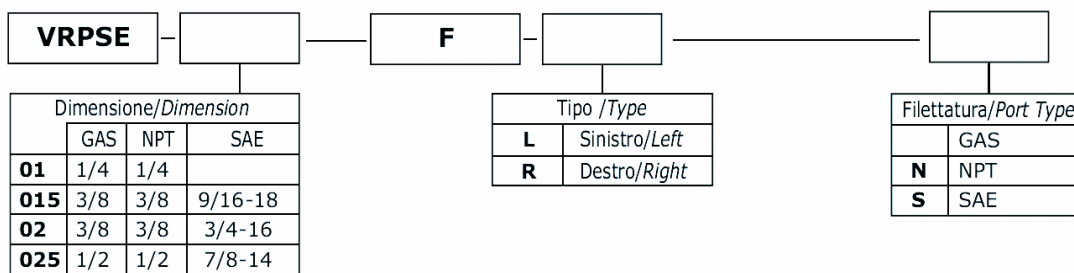 VRPSE F
Dimensione/Dimension
GAS NPT SAE
01 1/4 1/4
015 3/8 3/8 9/16-18
02 3/8 3/8 3/4-16
025 1/2 1/2 7/8-14
Tipo /Type
L Sinistro/Left
R Destro/Right
Filettatura/Port Type
GAS
N NPT
S SAE